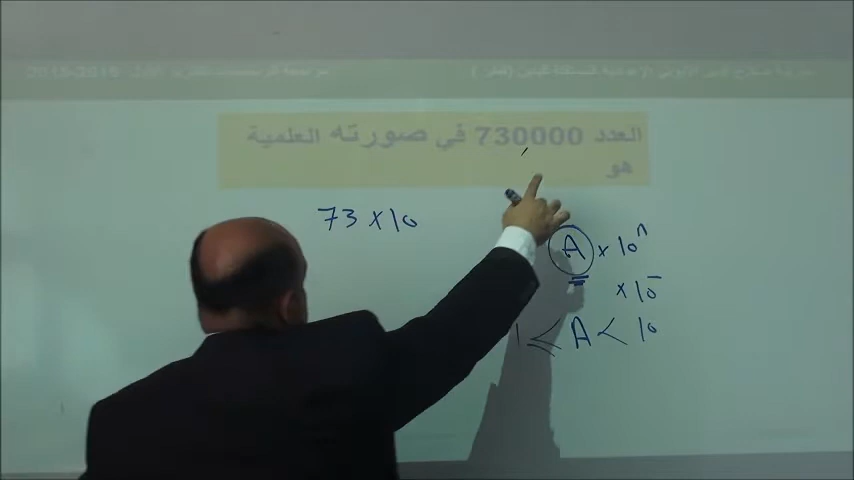 العدد 730000 في صورته العلمية
هو
73 x 10
A x 10ⁿ
x 10⁻
1 ≤ A < 10